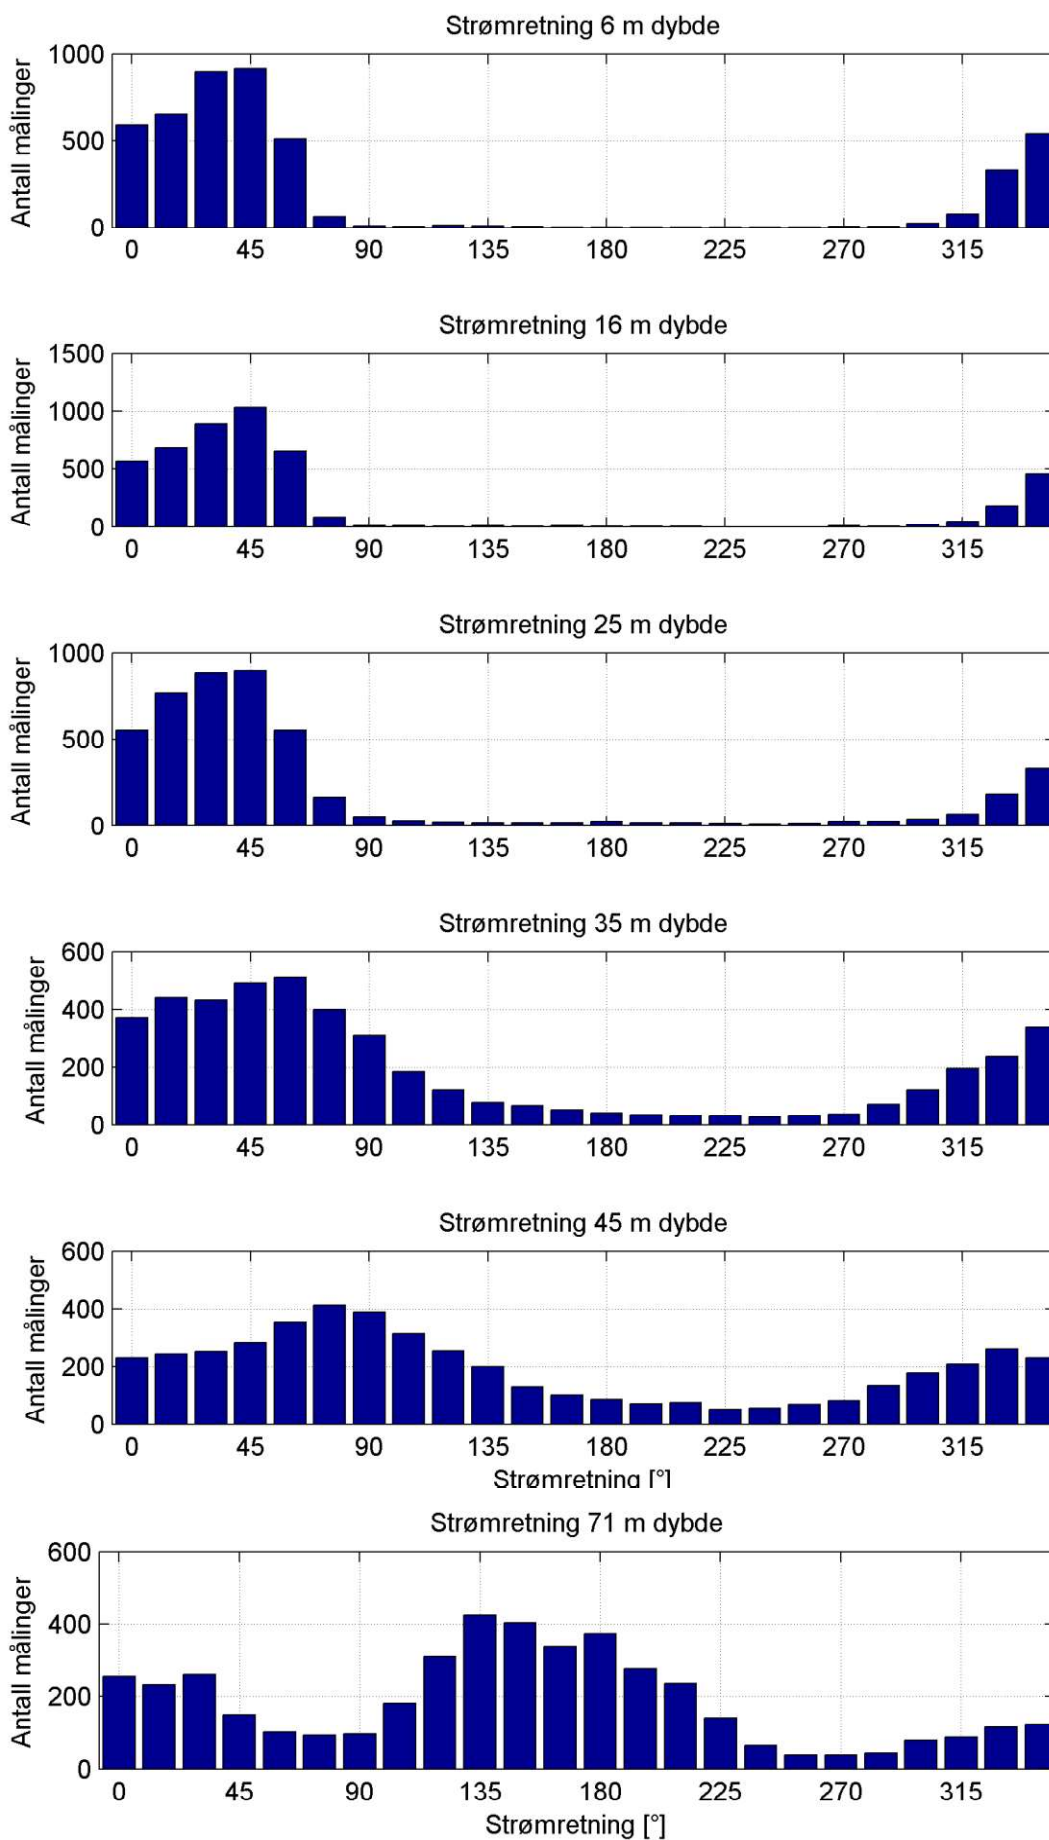 Strømretning 6 m dybde
Antall målinger
1000
500
0
0 45 90 135 180 225 270 315
Strømretning 16 m dybde
Antall målinger
1500
1000
500
0
0 45 90 135 180 225 270 315
Strømretning 25 m dybde
Antall målinger
1000
500
0
0 45 90 135 180 225 270 315
Strømretning 35 m dybde
Antall målinger
600
400
200
0
0 45 90 135 180 225 270 315
Strømretning 45 m dybde
Antall målinger
600
400
200
0
0 45 90 135 180 225 270 315
Strømretning [°]
Strømretning 71 m dybde
Antall målinger
600
400
200
0
0 45 90 135 180 225 270 315
Strømretning [°]